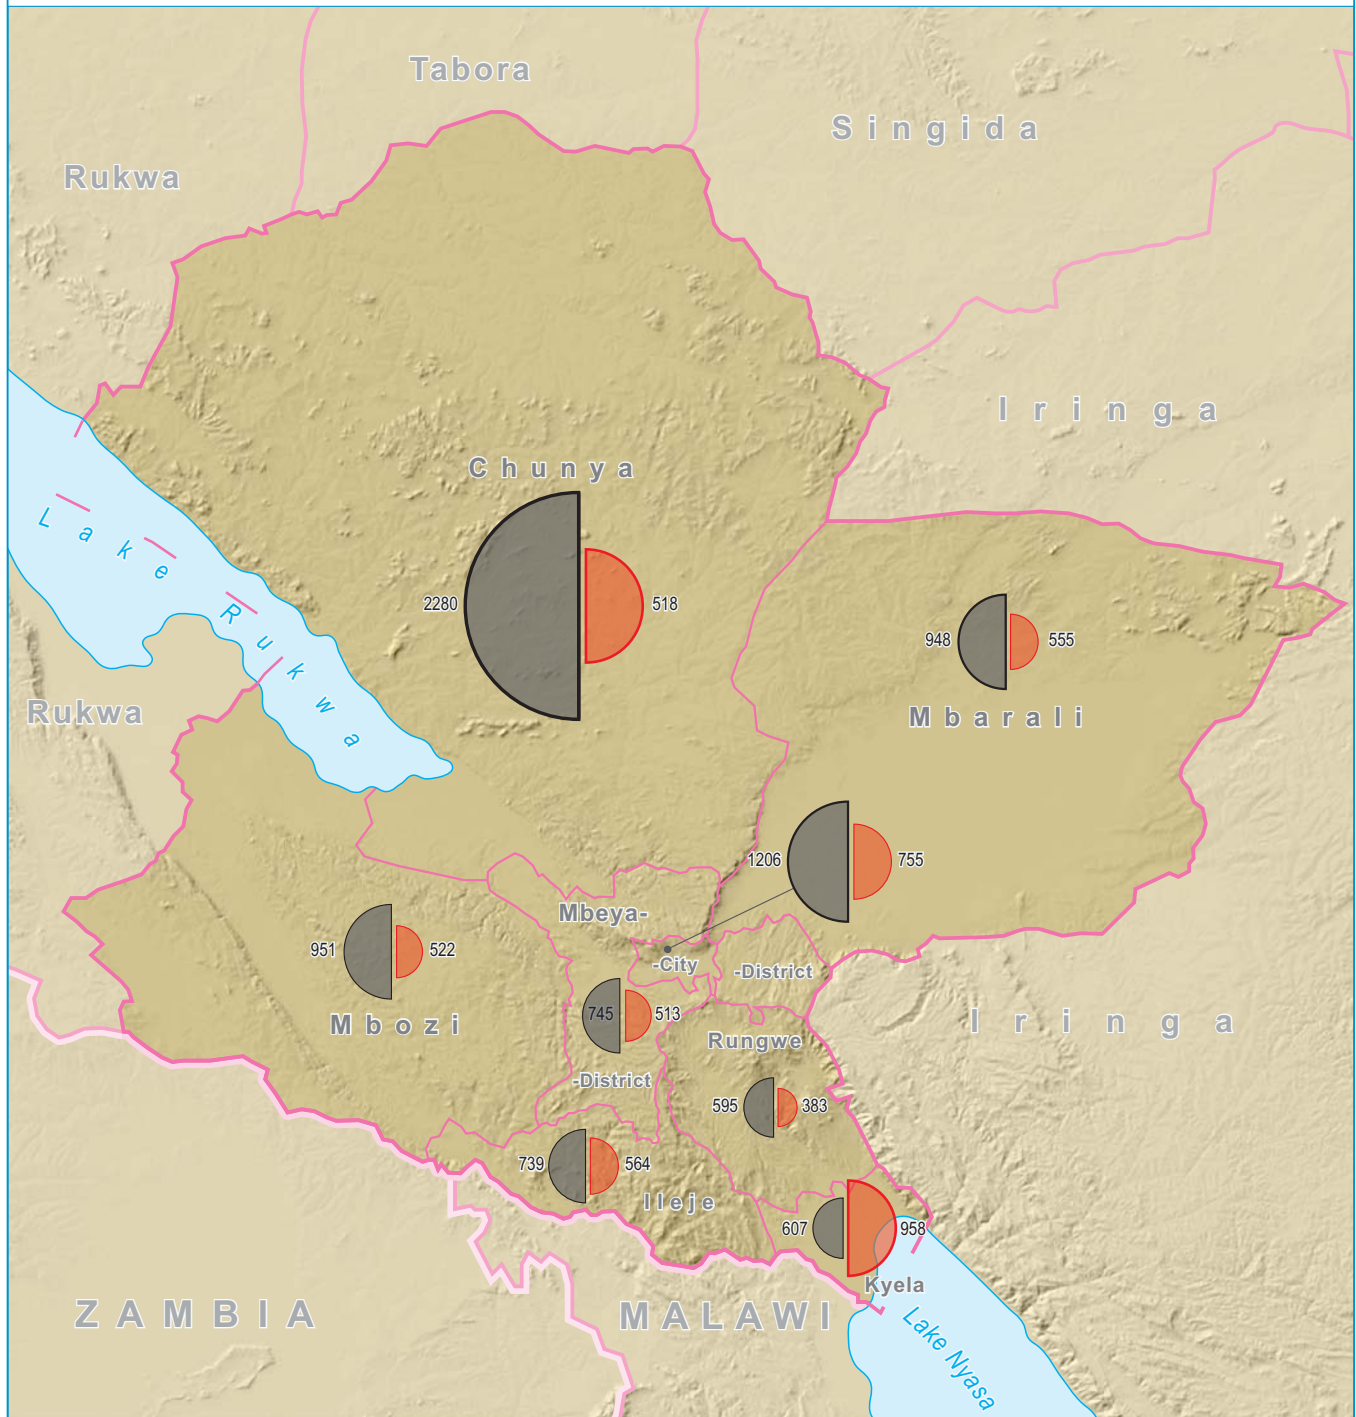 Tabora
Singida
Rukwa
Iringa
Chunya
Lake Rukwa
2280
518
948
555
Mbarali
Rukwa
1206
755
Mbeya-
951
522
-City
-District
Mbozi
745
513
Iringa
Rungwe
-District
595
383
739
564
Ileje
607
958
Kyela
ZAMBIA
MALAWI
Lake Nyasa